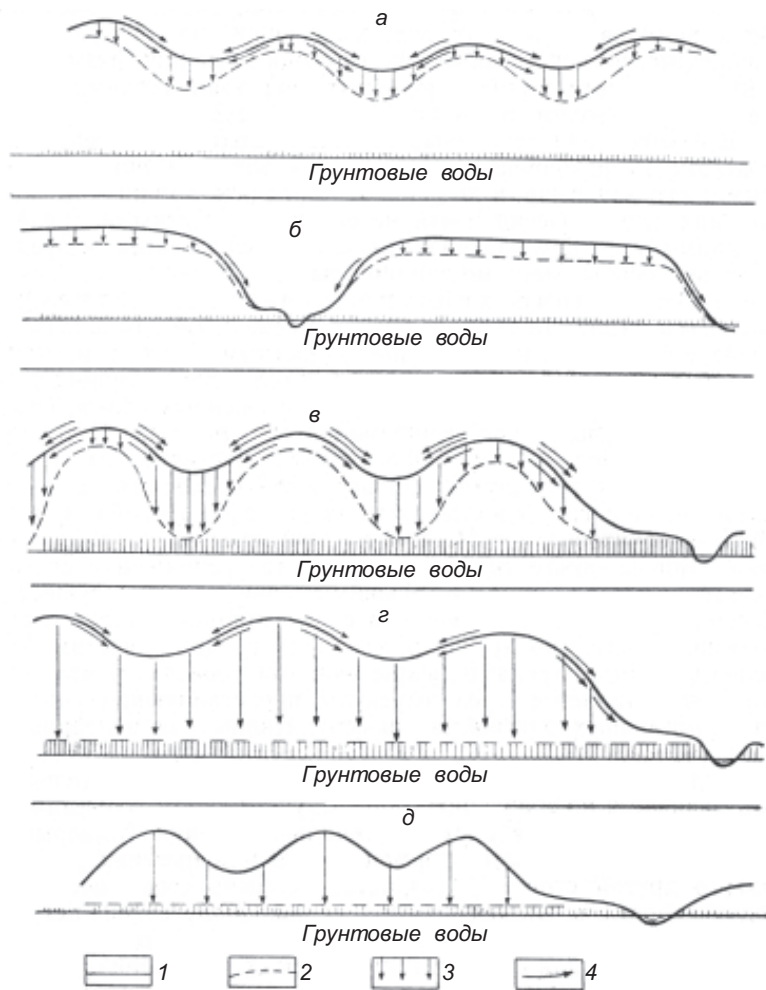 а
Грунтовые воды
б
Грунтовые воды
в
Грунтовые воды
г
Грунтовые воды
д
Грунтовые воды
1 2 3 4